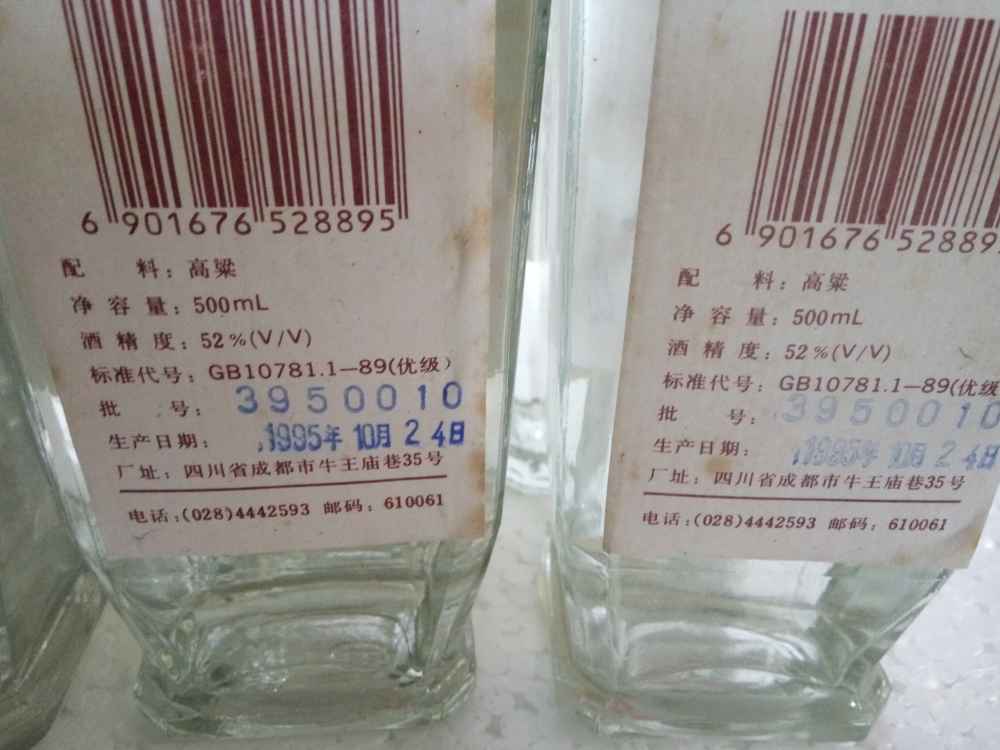 6 901676 528895
配 料：高粱
净 容 量：500mL
酒 精 度：52%(V/V)
标准代号：GB10781.1—89(优级)
批 号：3950010
生产日期：1995年 10月 24日
厂址：四川省成都市牛王庙巷35号
电话：(028)4442593 邮码：610061
6 901676 52889
配 料：高粱
净 容 量：500mL
酒 精 度：52%(V/V)
标准代号：GB10781.1—89(优级
批 号：3950010
生产日期：1995年 10月 24日
厂址：四川省成都市牛王庙巷35号
电话：(028)4442593 邮码：610061